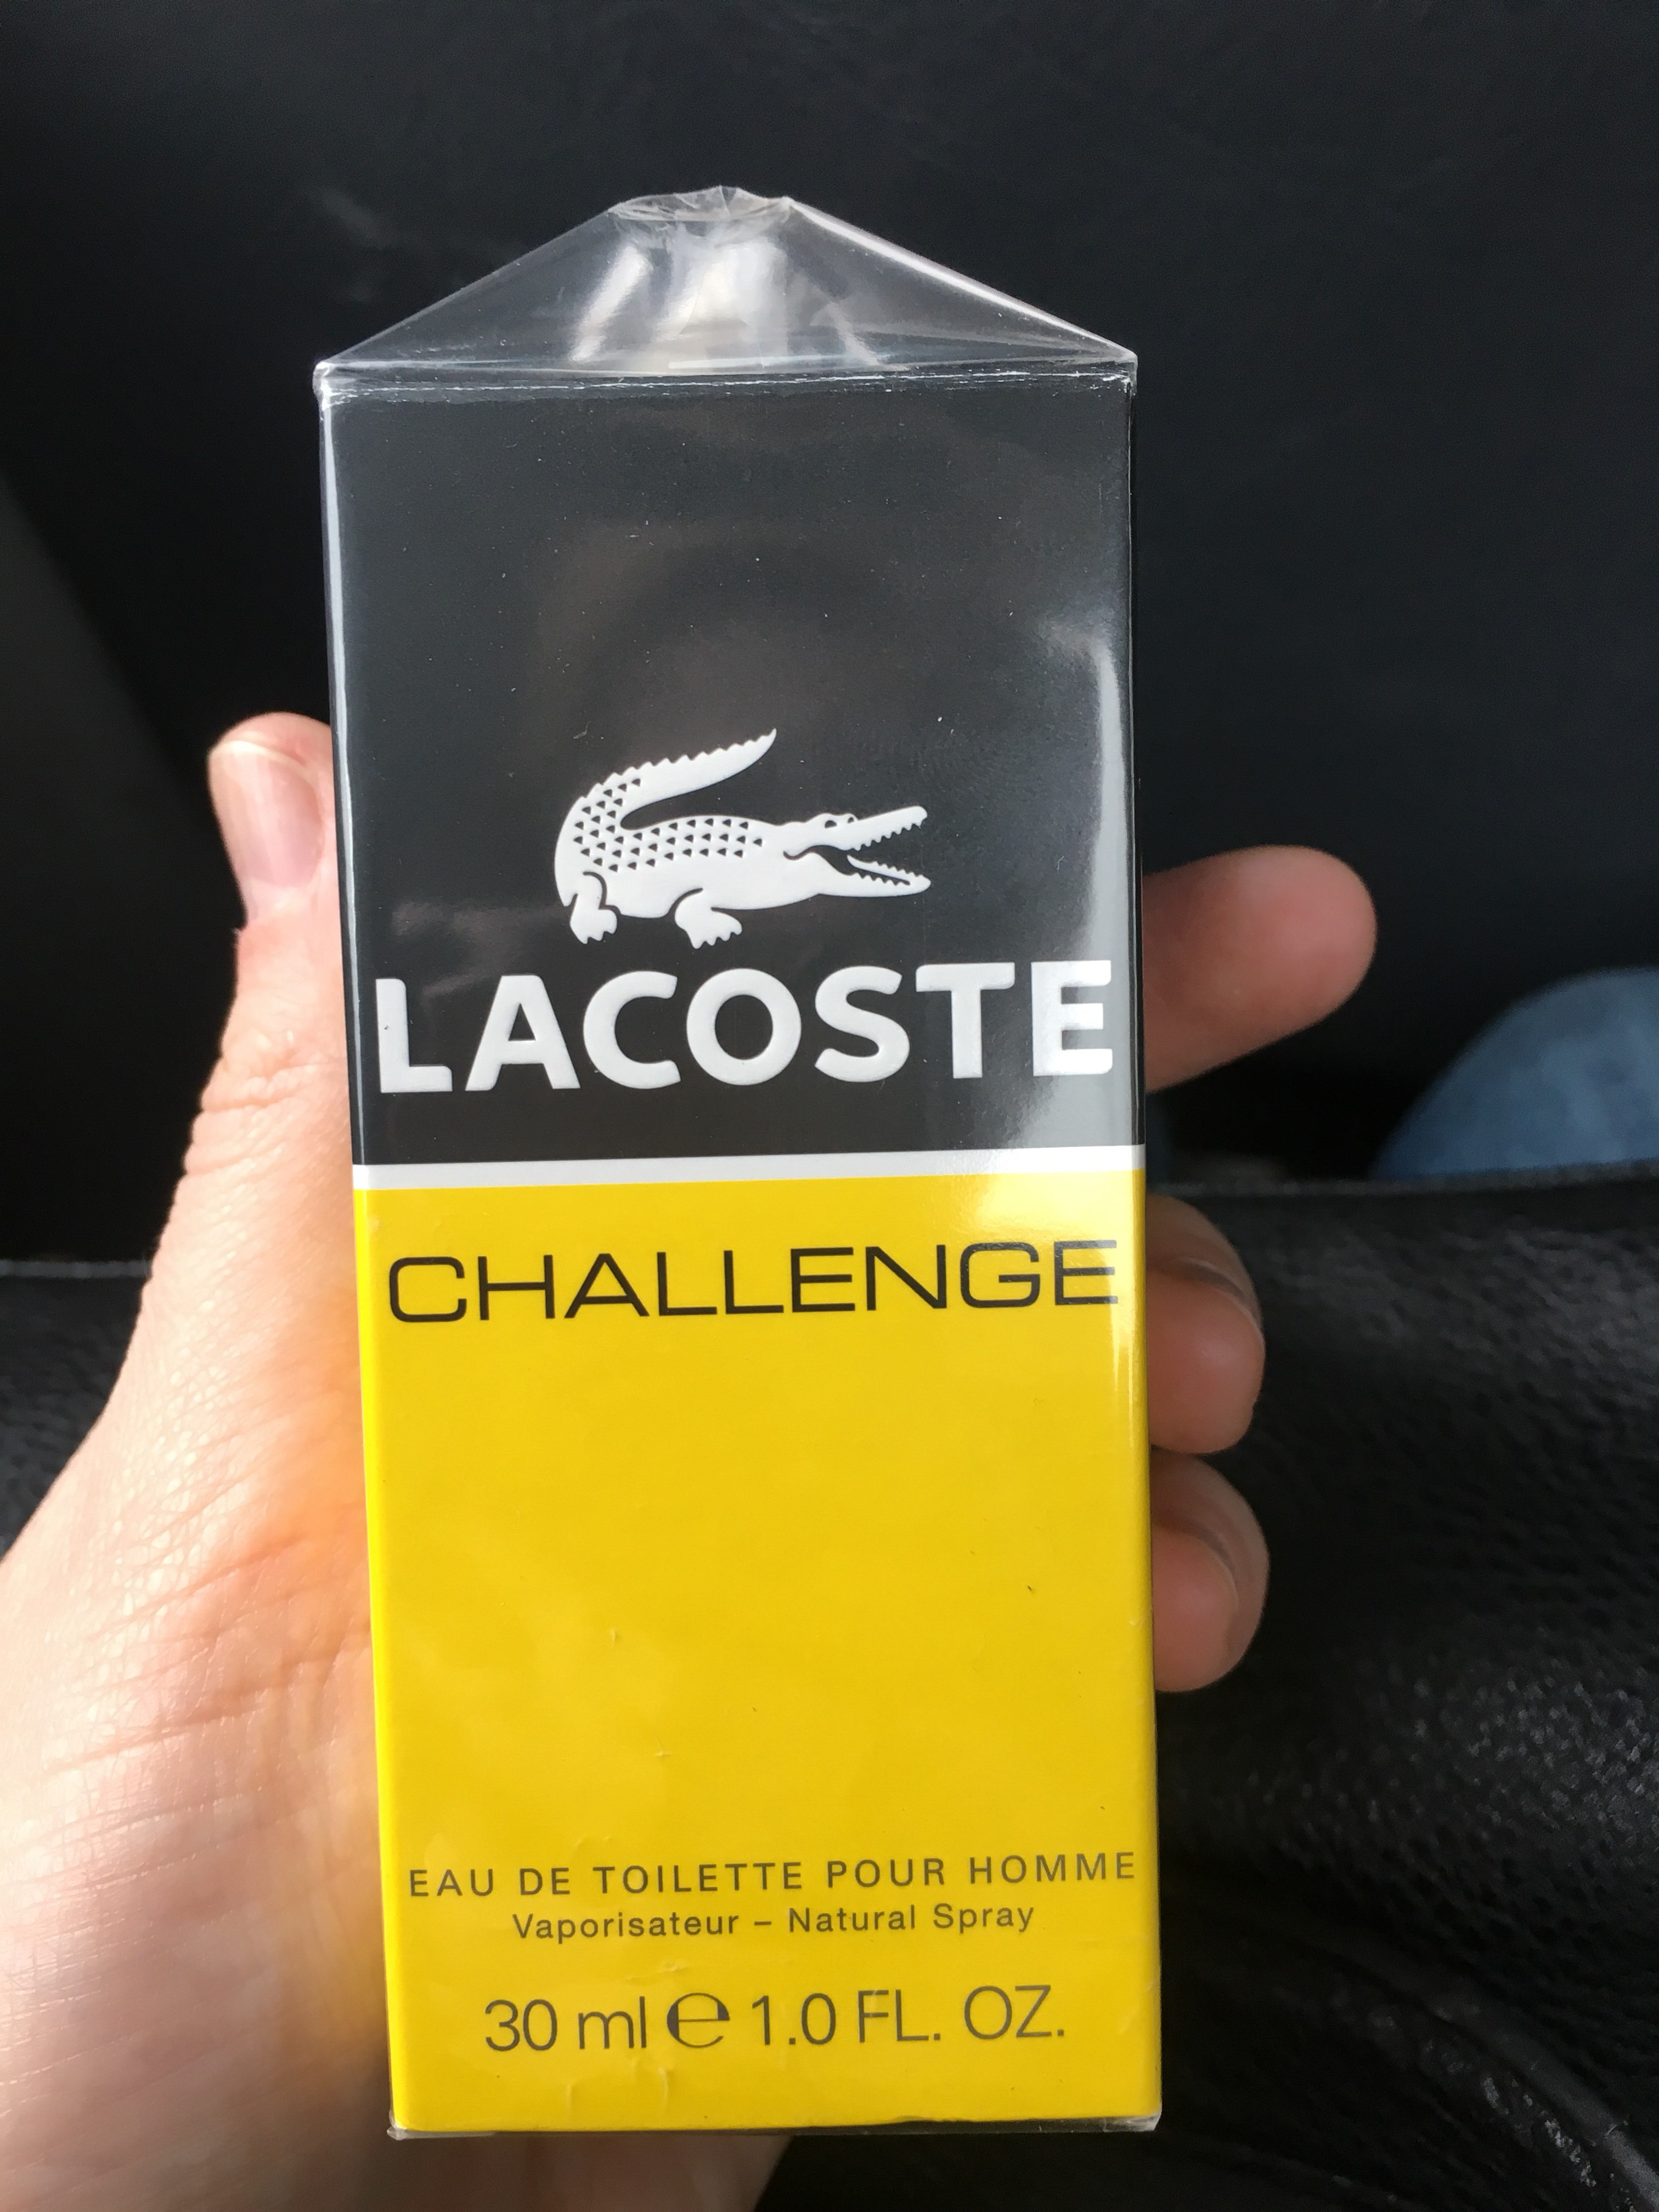 LACOSTE
CHALLENGE
EAU DE TOILETTE POUR HOMME
Vaporisateur – Natural Spray
30 ml ℮ 1.0 FL. OZ.